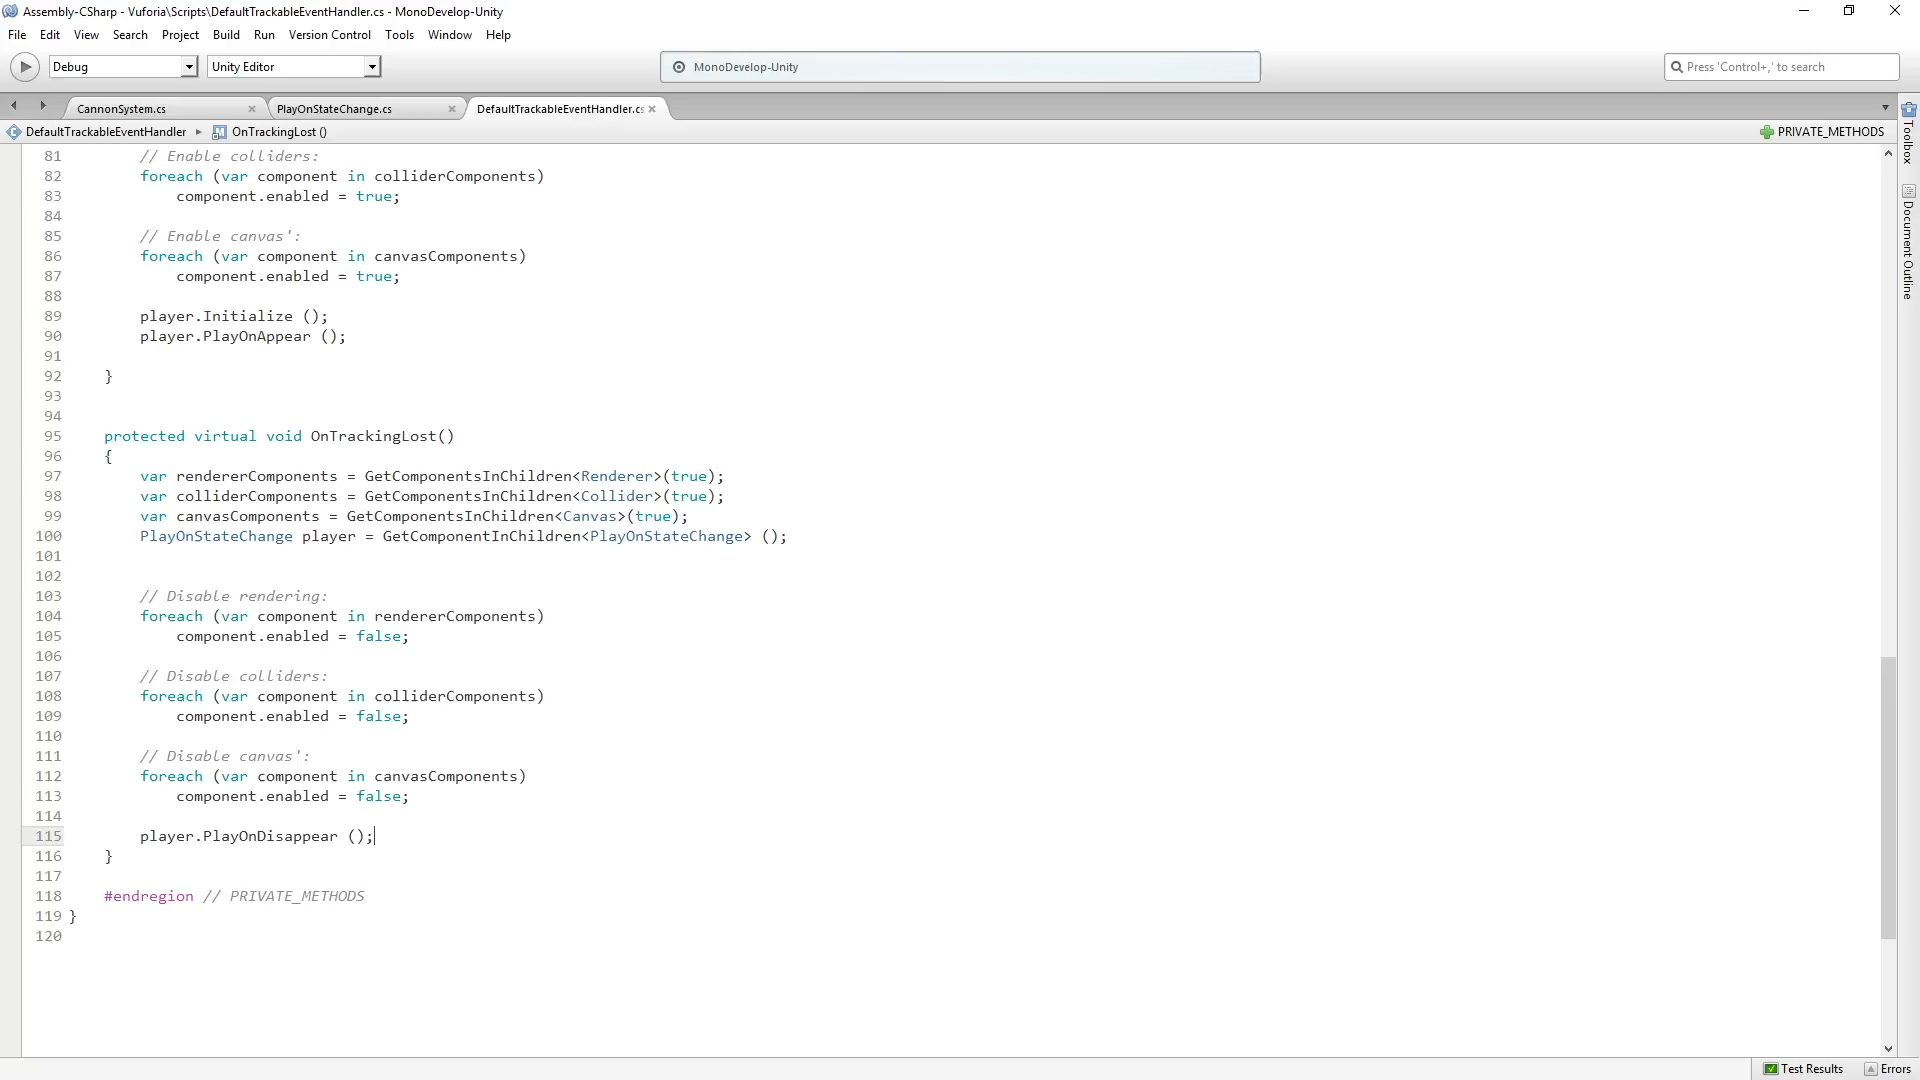 Assembly-CSharp - Vuforia\Scripts\DefaultTrackableEventHandler.cs - MonoDevelop-Unity
File Edit View Search Project Build Run Version Control Tools Window Help
Debug Unity Editor MonoDevelop-Unity Press 'Control+,' to search
CannonSystem.cs PlayOnStateChange.cs DefaultTrackableEventHandler.cs
DefaultTrackableEventHandler OnTrackingLost () PRIVATE_METHODS
81 // Enable colliders:
82 foreach (var component in colliderComponents)
83 component.enabled = true;
84
85 // Enable canvas':
86 foreach (var component in canvasComponents)
87 component.enabled = true;
88
89 player.Initialize ();
90 player.PlayOnAppear ();
91
92 }
93
94
95 protected virtual void OnTrackingLost()
96 {
97 var rendererComponents = GetComponentsInChildren<Renderer>(true);
98 var colliderComponents = GetComponentsInChildren<Collider>(true);
99 var canvasComponents = GetComponentsInChildren<Canvas>(true);
100 PlayOnStateChange player = GetComponentInChildren<PlayOnStateChange> ();
101
102
103 // Disable rendering:
104 foreach (var component in rendererComponents)
105 component.enabled = false;
106
107 // Disable colliders:
108 foreach (var component in colliderComponents)
109 component.enabled = false;
110
111 // Disable canvas':
112 foreach (var component in canvasComponents)
113 component.enabled = false;
114
115 player.PlayOnDisappear ();
116 }
117
118 #endregion // PRIVATE_METHODS
119 }
120
Toolbox
Document Outline
Test Results Errors